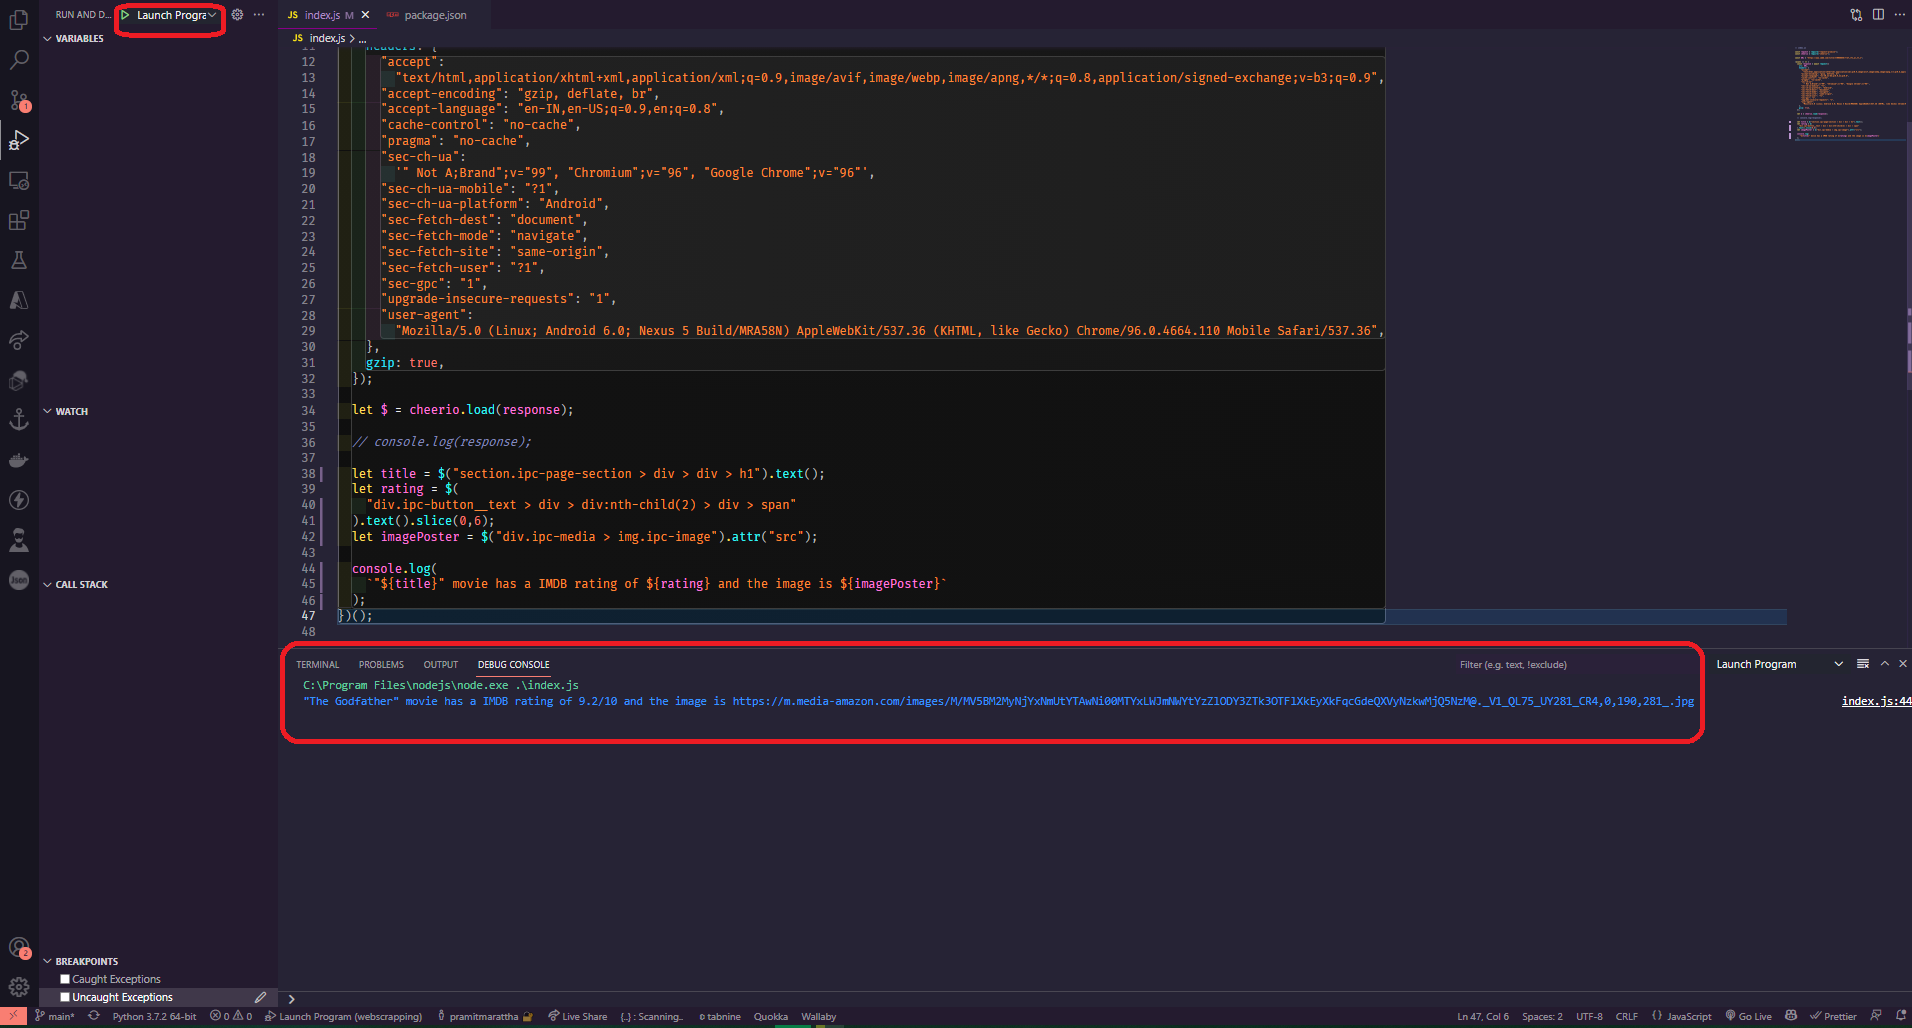 RUN AND D...
Launch Progra
VARIABLES
WATCH
CALL STACK
BREAKPOINTS
Caught Exceptions
Uncaught Exceptions
JS index.js M
package.json
JS index.js > ...
11 headers: {
12 "accept":
13 "text/html,application/xhtml+xml,application/xml;q=0.9,image/avif,image/webp,image/apng,*/*;q=0.8,application/signed-exchange;v=b3;q=0.9",
14 "accept-encoding": "gzip, deflate, br",
15 "accept-language": "en-IN,en-US;q=0.9,en;q=0.8",
16 "cache-control": "no-cache",
17 "pragma": "no-cache",
18 "sec-ch-ua":
19 '" Not A;Brand";v="99", "Chromium";v="96", "Google Chrome";v="96"',
20 "sec-ch-ua-mobile": "?1",
21 "sec-ch-ua-platform": "Android",
22 "sec-fetch-dest": "document",
23 "sec-fetch-mode": "navigate",
24 "sec-fetch-site": "same-origin",
25 "sec-fetch-user": "?1",
26 "sec-gpc": "1",
27 "upgrade-insecure-requests": "1",
28 "user-agent":
29 "Mozilla/5.0 (Linux; Android 6.0; Nexus 5 Build/MRA58N) AppleWebKit/537.36 (KHTML, like Gecko) Chrome/96.0.4664.110 Mobile Safari/537.36",
30 },
31 gzip: true,
32 });
33
34 let $ = cheerio.load(response);
35
36 // console.log(response);
37
38 let title = $("section.ipc-page-section > div > div > h1").text();
39 let rating = $(
40 "div.ipc-button__text > div > div:nth-child(2) > div > span"
41 ).text().slice(0,6);
42 let imagePoster = $("div.ipc-media > img.ipc-image").attr("src");
43
44 console.log(
45 `"${title}" movie has a IMDB rating of ${rating} and the image is ${imagePoster}`
46 );
47 })();
48
TERMINAL PROBLEMS OUTPUT DEBUG CONSOLE Filter (e.g. text, !exclude) Launch Program
C:\Program Files\nodejs\node.exe .\index.js
"The Godfather" movie has a IMDB rating of 9.2/10 and the image is https://m.media-amazon.com/images/M/MV5BM2MyNjYxNmUtYTAwNi00MTYxLWJmNWYtYzZlODY3ZTk3OTFlXkEyXkFqcGdeQXVyNzkwMjQ5NzM@._V1_QL75_UY281_CR4,0,190,281_.jpg index.js:44
1
Json
2
main* Python 3.7.2 64-bit 0 0 Launch Program (webscrapping) pramitmarattha Live Share {..} : Scanning.. tabnine Quokka Wallaby Ln 47, Col 6 Spaces: 2 UTF-8 CRLF {} JavaScript Go Live Prettier